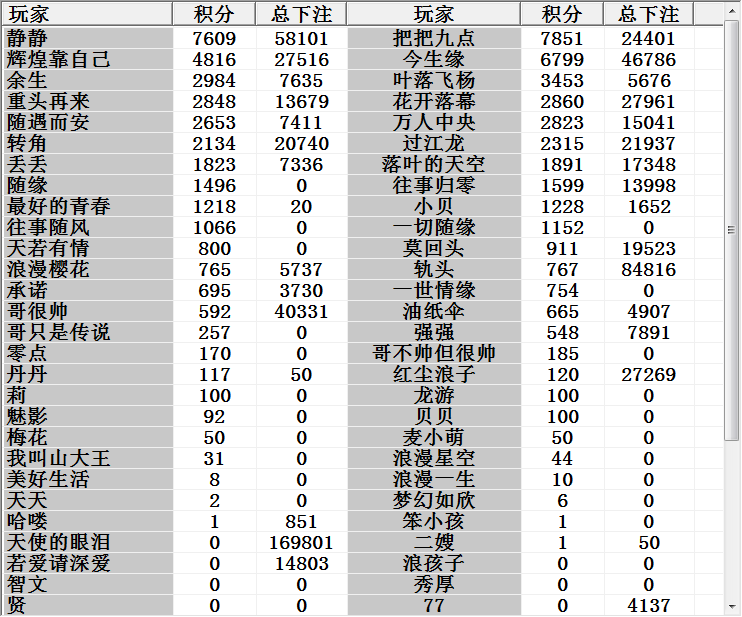 玩家 积分 总下注 玩家 积分 总下注
静静 7609 58101 把把九点 7851 24401
辉煌靠自己 4816 27516 今生缘 6799 46786
余生 2984 7635 叶落飞杨 3453 5676
重头再来 2848 13679 花开落幕 2860 27961
随遇而安 2653 7411 万人中央 2823 15041
转角 2134 20740 过江龙 2315 21937
丢丢 1823 7336 落叶的天空 1891 17348
随缘 1496 0 往事归零 1599 13998
最好的青春 1218 20 小贝 1228 1652
往事随风 1066 0 一切随缘 1152 0
天若有情 800 0 莫回头 911 19523
浪漫樱花 765 5737 轨头 767 84816
承诺 695 3730 一世情缘 754 0
哥很帅 592 40331 油纸伞 665 4907
哥只是传说 257 0 强强 548 7891
零点 170 0 哥不帅但很帅 185 0
丹丹 117 50 红尘浪子 120 27269
莉 100 0 龙游 100 0
魅影 92 0 贝贝 100 0
梅花 50 0 麦小萌 50 0
我叫山大王 31 0 浪漫星空 44 0
美好生活 8 0 浪漫一生 10 0
天天 2 0 梦幻如欣 6 0
哈喽 1 851 笨小孩 1 0
天使的眼泪 0 169801 二嫂 1 50
若爱请深爱 0 14803 浪孩子 0 0
智文 0 0 秀厚 0 0
贤 0 0 77 0 4137